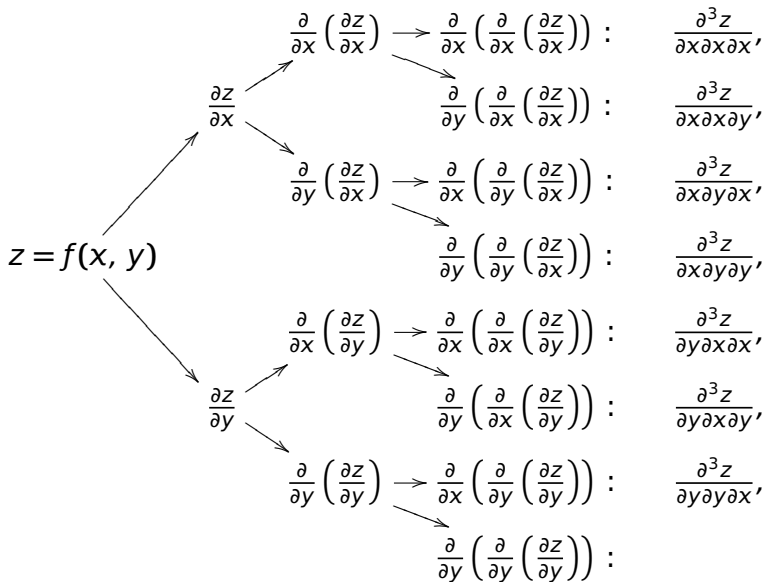 ∂/∂x (∂z/∂x) → ∂/∂x (∂/∂x (∂z/∂x)) : ∂³z/∂x∂x∂x,
∂z/∂x
∂/∂y (∂/∂x (∂z/∂x)) : ∂³z/∂x∂x∂y,
∂/∂y (∂z/∂x) → ∂/∂x (∂/∂y (∂z/∂x)) : ∂³z/∂x∂y∂x,
z = f(x, y)
∂/∂y (∂/∂y (∂z/∂x)) : ∂³z/∂x∂y∂y,
∂/∂x (∂z/∂y) → ∂/∂x (∂/∂x (∂z/∂y)) : ∂³z/∂y∂x∂x,
∂z/∂y
∂/∂y (∂/∂x (∂z/∂y)) : ∂³z/∂y∂x∂y,
∂/∂y (∂z/∂y) → ∂/∂x (∂/∂y (∂z/∂y)) : ∂³z/∂y∂y∂x,
∂/∂y (∂/∂y (∂z/∂y)) :